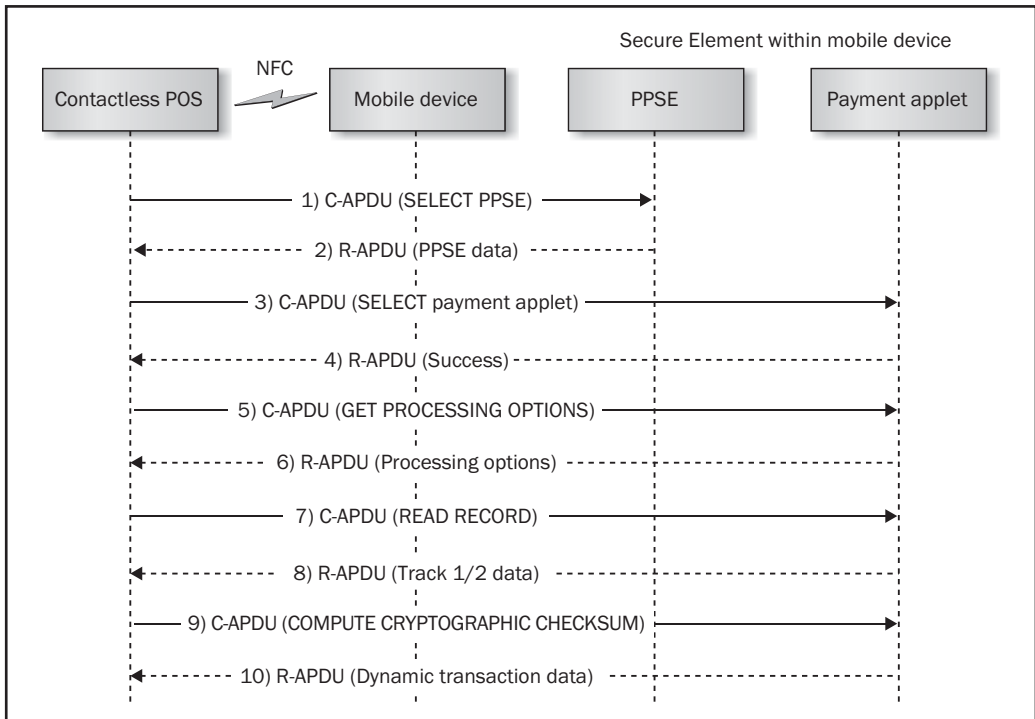 Secure Element within mobile device
NFC
Contactless POS
Mobile device
PPSE
Payment applet
1) C-APDU (SELECT PPSE)
2) R-APDU (PPSE data)
3) C-APDU (SELECT payment applet)
4) R-APDU (Success)
5) C-APDU (GET PROCESSING OPTIONS)
6) R-APDU (Processing options)
7) C-APDU (READ RECORD)
8) R-APDU (Track 1/2 data)
9) C-APDU (COMPUTE CRYPTOGRAPHIC CHECKSUM)
10) R-APDU (Dynamic transaction data)